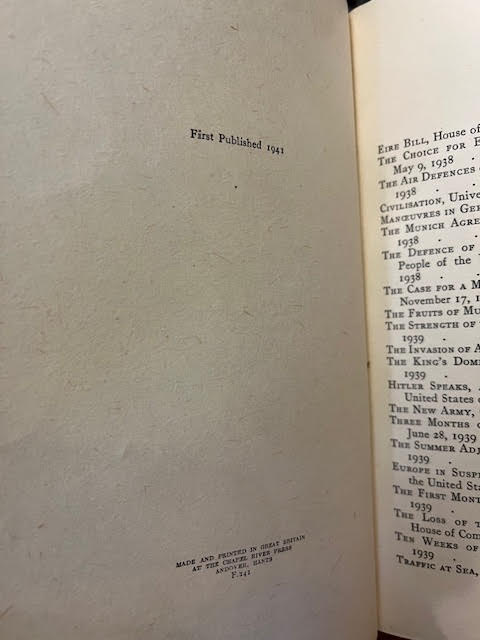 First Published 1941
MADE AND PRINTED IN GREAT BRITAIN
AT THE CHAPEL RIVER PRESS
ANDOVER, HANTS
F.241
EIRE BILL, House of
THE CHOICE FOR E
May 9, 1938 .
THE AIR DEFENCES
1938 . .
CIVILISATION, Unive
MANŒUVRES IN GER
THE MUNICH AGRE
1938 . .
THE DEFENCE OF
People of the
1938 . .
THE CASE FOR A M
November 17, 1
THE FRUITS OF MU
THE STRENGTH OF
1939 .
THE INVASION OF A
THE KING'S DOM
1939 .
HITLER SPEAKS,
United States
THE NEW ARMY,
THREE MONTHS
June 28, 1939
THE SUMMER ADJ
1939 .
EUROPE IN SUSP
the United Sta
THE FIRST MONT
1939 .
THE LOSS OF T
House of Com
TEN WEEKS OF
1939 .
TRAFFIC AT SEA,